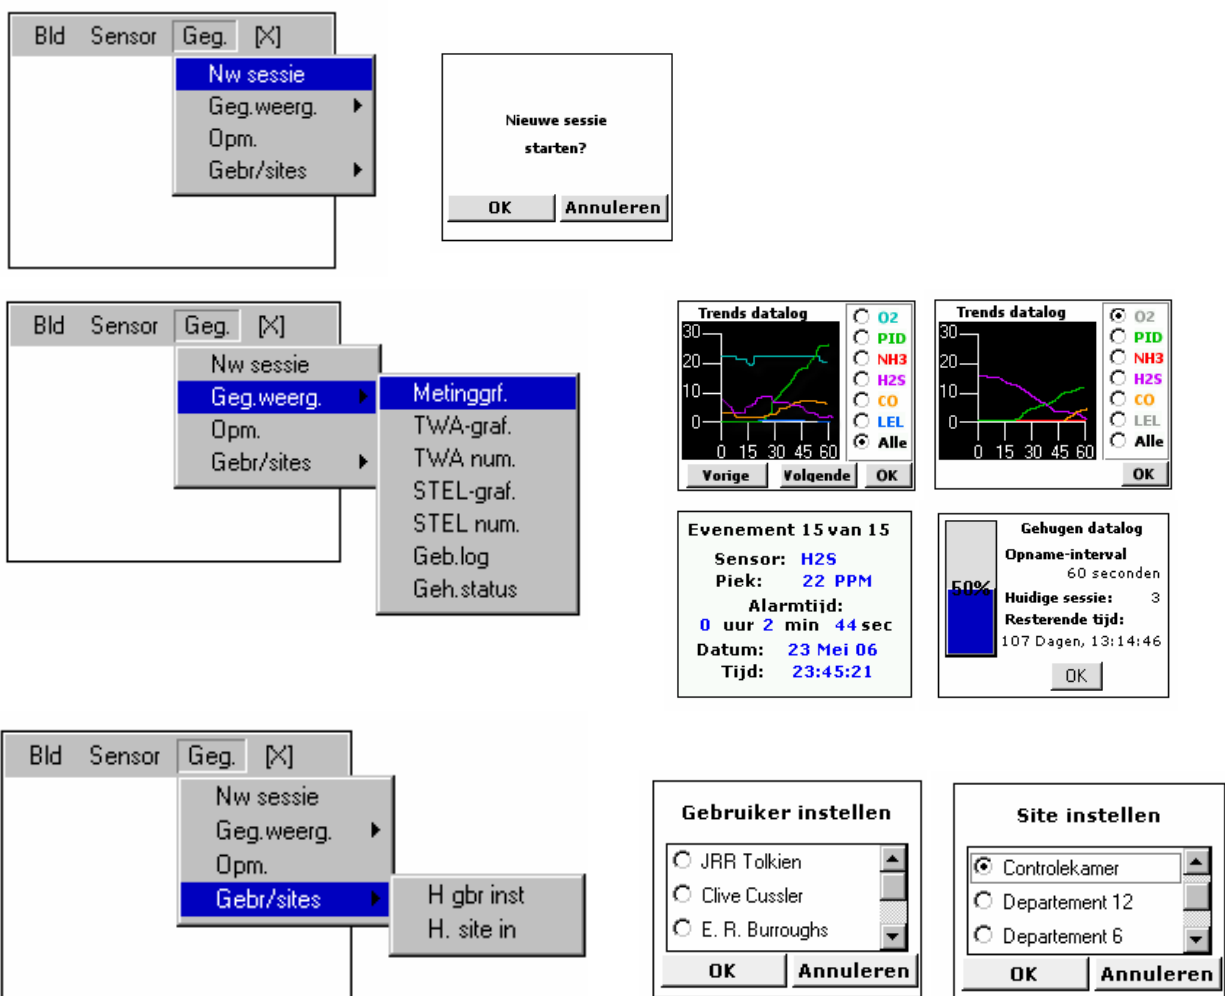 Bld Sensor Geg. [X]
Nw sessie
Geg.weerg.
Opm.
Gebr/sites
Nieuwe sessie
starten?
OK Annuleren
Bld Sensor Geg. [X]
Nw sessie
Geg.weerg.
Opm.
Gebr/sites
Metinggrf.
TWA-graf.
TWA num.
STEL-graf.
STEL num.
Geb.log
Geh.status
Trends datalog
30
20
10
0
0 15 30 45 60
O2
PID
NH3
H2S
CO
LEL
Alle
Vorige Volgende OK
Trends datalog
30
20
10
0
0 15 30 45 60
O2
PID
NH3
H2S
CO
LEL
Alle
OK
Evenement 15 van 15
Sensor: H2S
Piek: 22 PPM
Alarmtijd:
0 uur 2 min 44 sec
Datum: 23 Mei 06
Tijd: 23:45:21
Gehugen datalog
Opname-interval
60 seconden
50%
Huidige sessie: 3
Resterende tijd:
107 Dagen, 13:14:46
OK
Bld Sensor Geg. [X]
Nw sessie
Geg.weerg.
Opm.
Gebr/sites
H gbr inst
H. site in
Gebruiker instellen
JRR Tolkien
Clive Cussler
E. R. Burroughs
OK Annuleren
Site instellen
Controlekamer
Departement 12
Departement 6
OK Annuleren